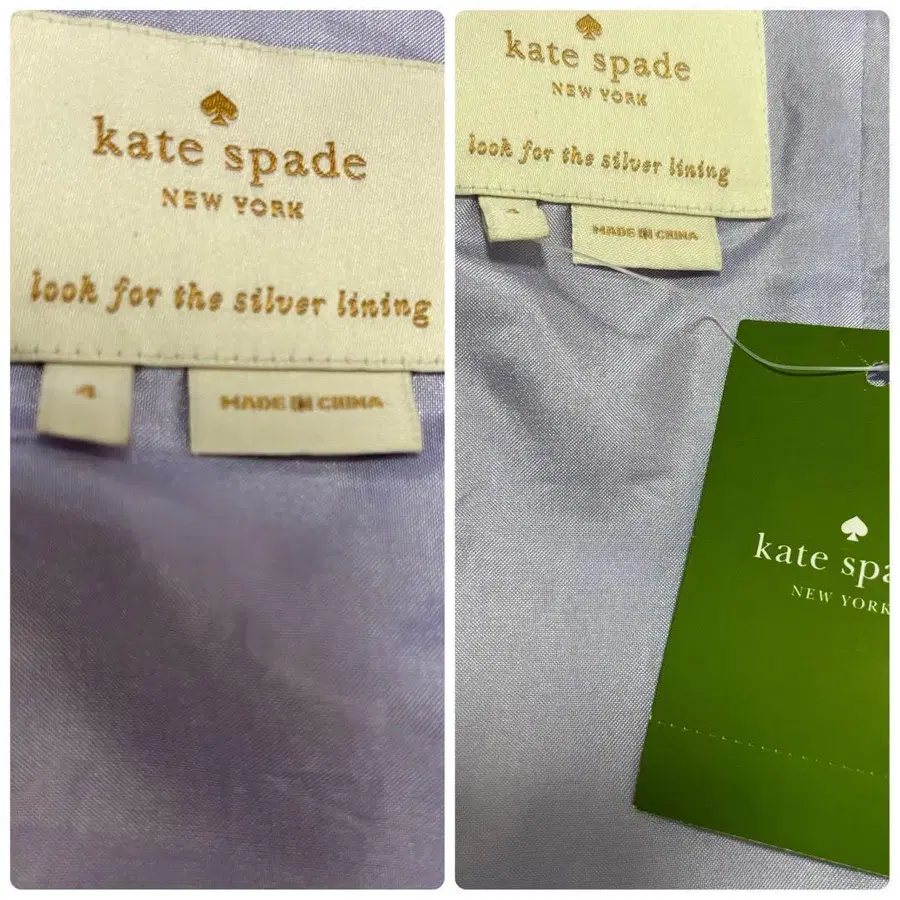 kate spade
NEW YORK
look for the silver lining
4
MADE IN CHINA
kate spade
NEW YORK
look for the silver lining
4
MADE IN CHINA
kate spa
NEW YORK